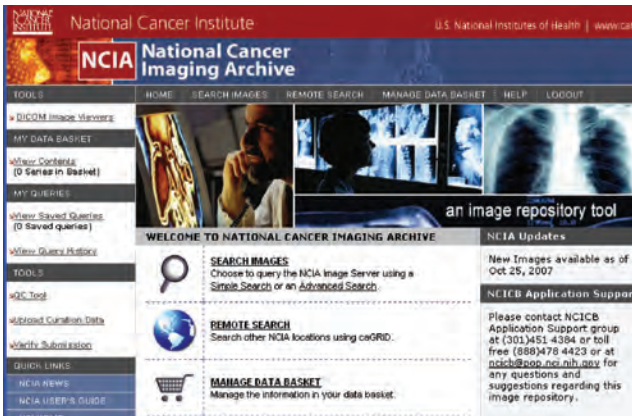 NATIONAL
CANCER
INSTITUTE
National Cancer Institute
U.S. National Institutes of Health | www.ca
NCIA
National Cancer
Imaging Archive
TOOLS
HOME
SEARCH IMAGES
REMOTE SEARCH
MANAGE DATA BASKET
HELP
LOGOUT
DICOM Image Viewers
MY DATA BASKET
View Contents
(0 Series in Basket)
MY QUERIES
View Saved Queries
(0 Saved queries)
View Query History
TOOLS
QC Tool
Upload Curation Data
Verify Submission
QUICK LINKS
NCIA NEWS
NCIA USER'S GUIDE
an image repository tool
WELCOME TO NATIONAL CANCER IMAGING ARCHIVE
SEARCH IMAGES
Choose to query the NCIA Image Server using a
Simple Search or an Advanced Search.
REMOTE SEARCH
Search other NCIA locations using caGRID.
MANAGE DATA BASKET
Manage the information in your data basket.
NCIA Updates
New Images available as of
Oct 25, 2007
NCICB Application Suppor
Please contact NCICB
Application Support group
at (301)451 4384 or toll
free (888)478 4423 or at
ncicb@pop.nci.nih.gov for
any questions and
suggestions regarding this
image repository.